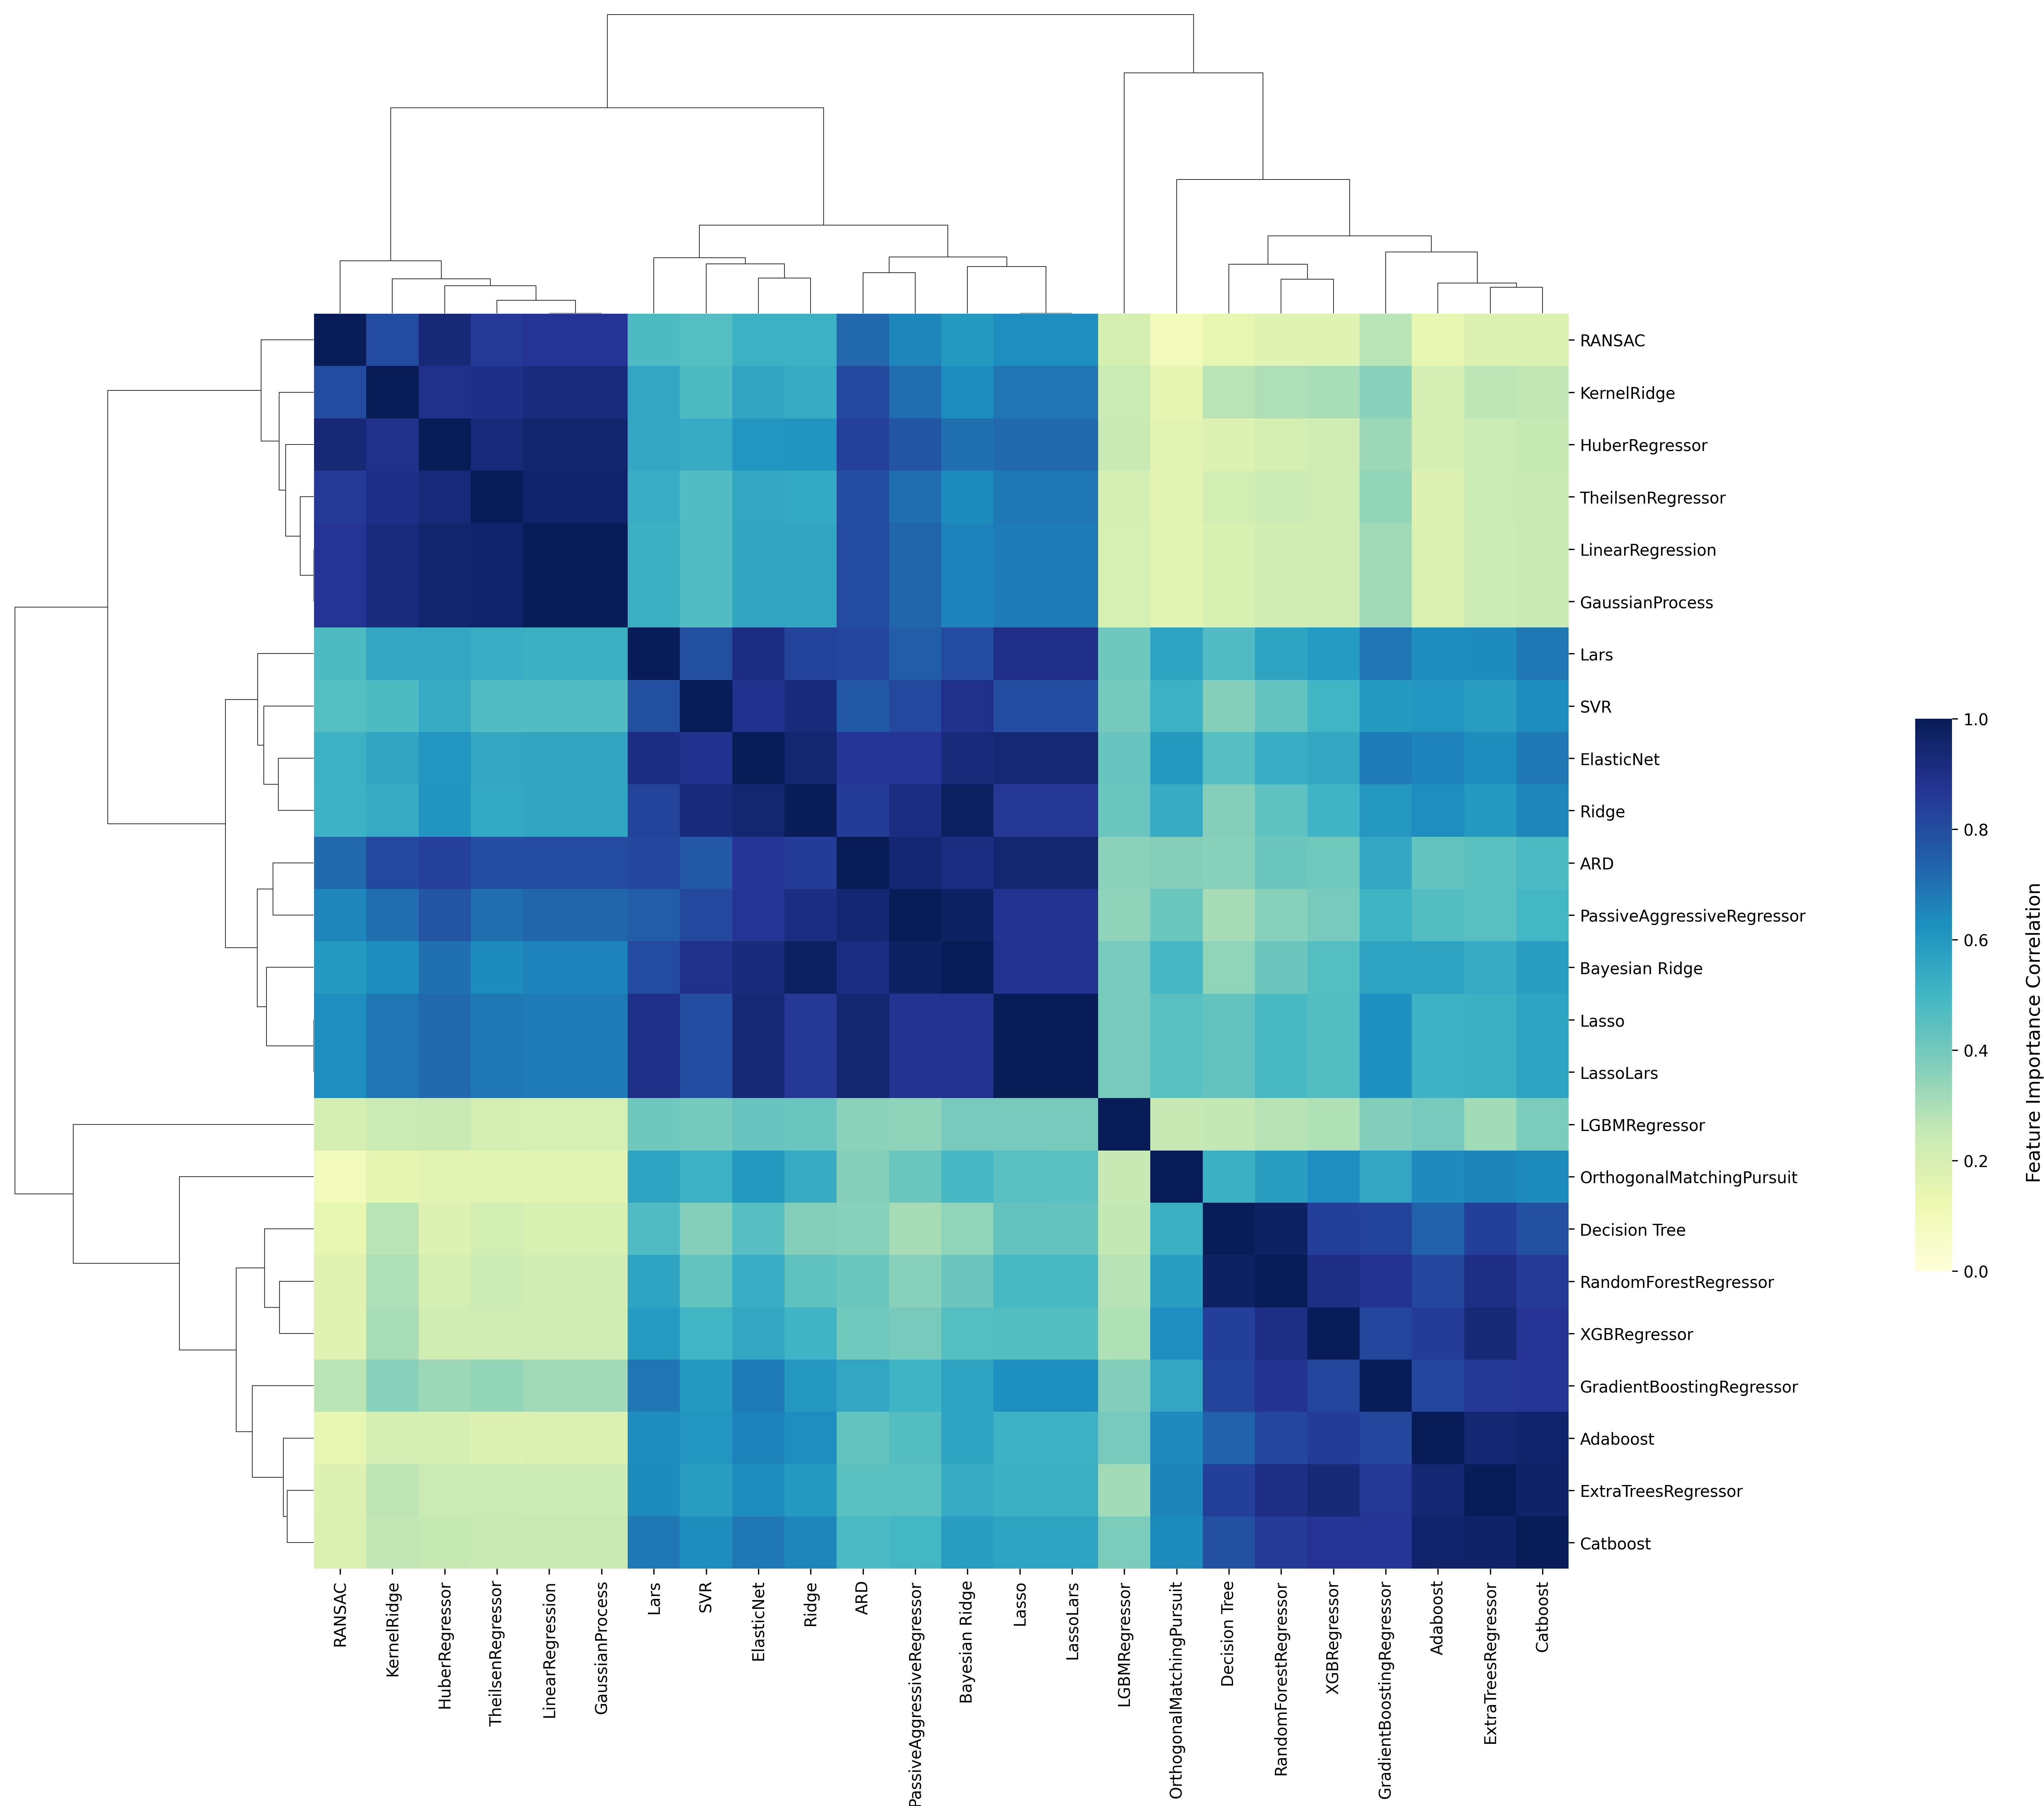 RANSAC
KernelRidge
HuberRegressor
TheilsenRegressor
LinearRegression
GaussianProcess
Lars
SVR
ElasticNet
Ridge
ARD
PassiveAggressiveRegressor
Bayesian Ridge
Lasso
LassoLars
LGBMRegressor
OrthogonalMatchingPursuit
Decision Tree
RandomForestRegressor
XGBRegressor
GradientBoostingRegressor
Adaboost
ExtraTreesRegressor
Catboost
1.0
0.8
0.6
0.4
0.2
0.0
Feature Importance Correlation
RANSAC
KernelRidge
HuberRegressor
TheilsenRegressor
LinearRegression
GaussianProcess
Lars
SVR
ElasticNet
Ridge
ARD
PassiveAggressiveRegressor
Bayesian Ridge
Lasso
LassoLars
LGBMRegressor
OrthogonalMatchingPursuit
Decision Tree
RandomForestRegressor
XGBRegressor
GradientBoostingRegressor
Adaboost
ExtraTreesRegressor
Catboost